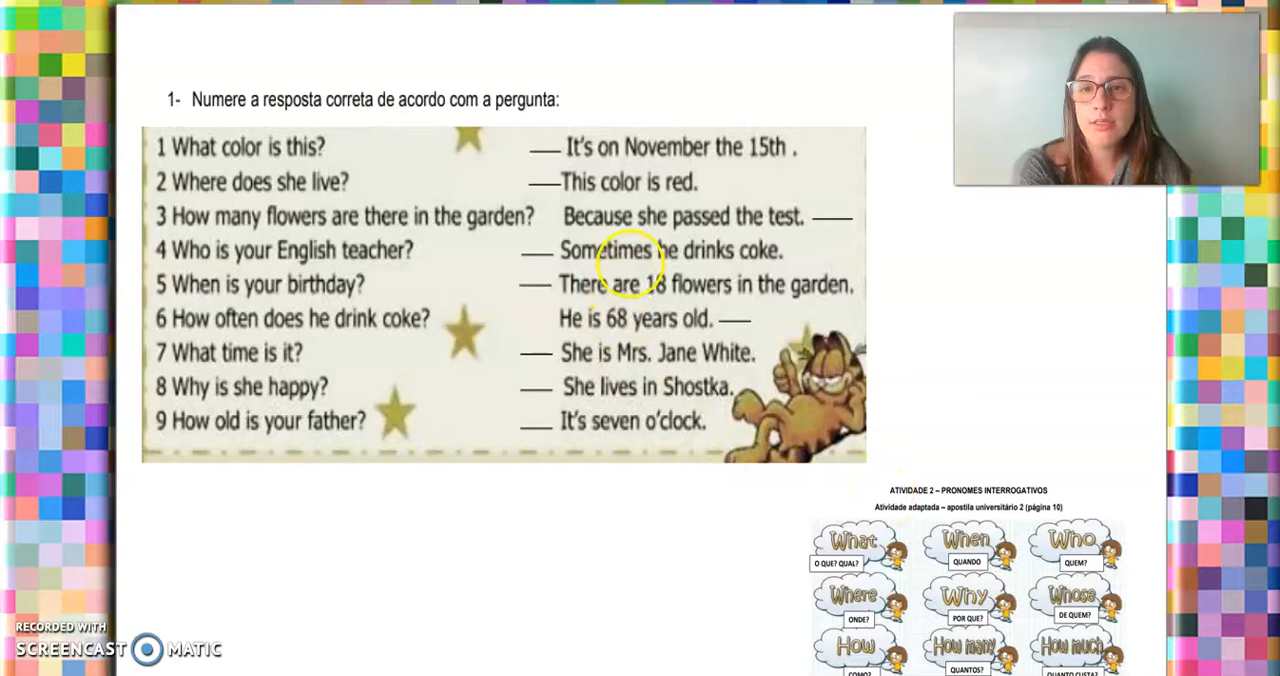 1- Numere a resposta correta de acordo com a pergunta:
1 What color is this? ___ It's on November the 15th .
2 Where does she live? ___This color is red.
3 How many flowers are there in the garden? Because she passed the test. ___
4 Who is your English teacher? ___ Sometimes he drinks coke.
5 When is your birthday? ___ There are 18 flowers in the garden.
6 How often does he drink coke? He is 68 years old. ___
7 What time is it? ___ She is Mrs. Jane White.
8 Why is she happy? ___ She lives in Shostka.
9 How old is your father? ___ It's seven o'clock.
ATIVIDADE 2 – PRONOMES INTERROGATIVOS
Atividade adaptada – apostila universitário 2 (página 10)
What When Who
O QUE? QUAL? QUANDO QUEM?
Where Why Whose
ONDE? POR QUE? DE QUEM?
How How many How much
COMO? QUANTOS? QUANTO CUSTA?
RECORDED WITH
SCREENCAST MATIC